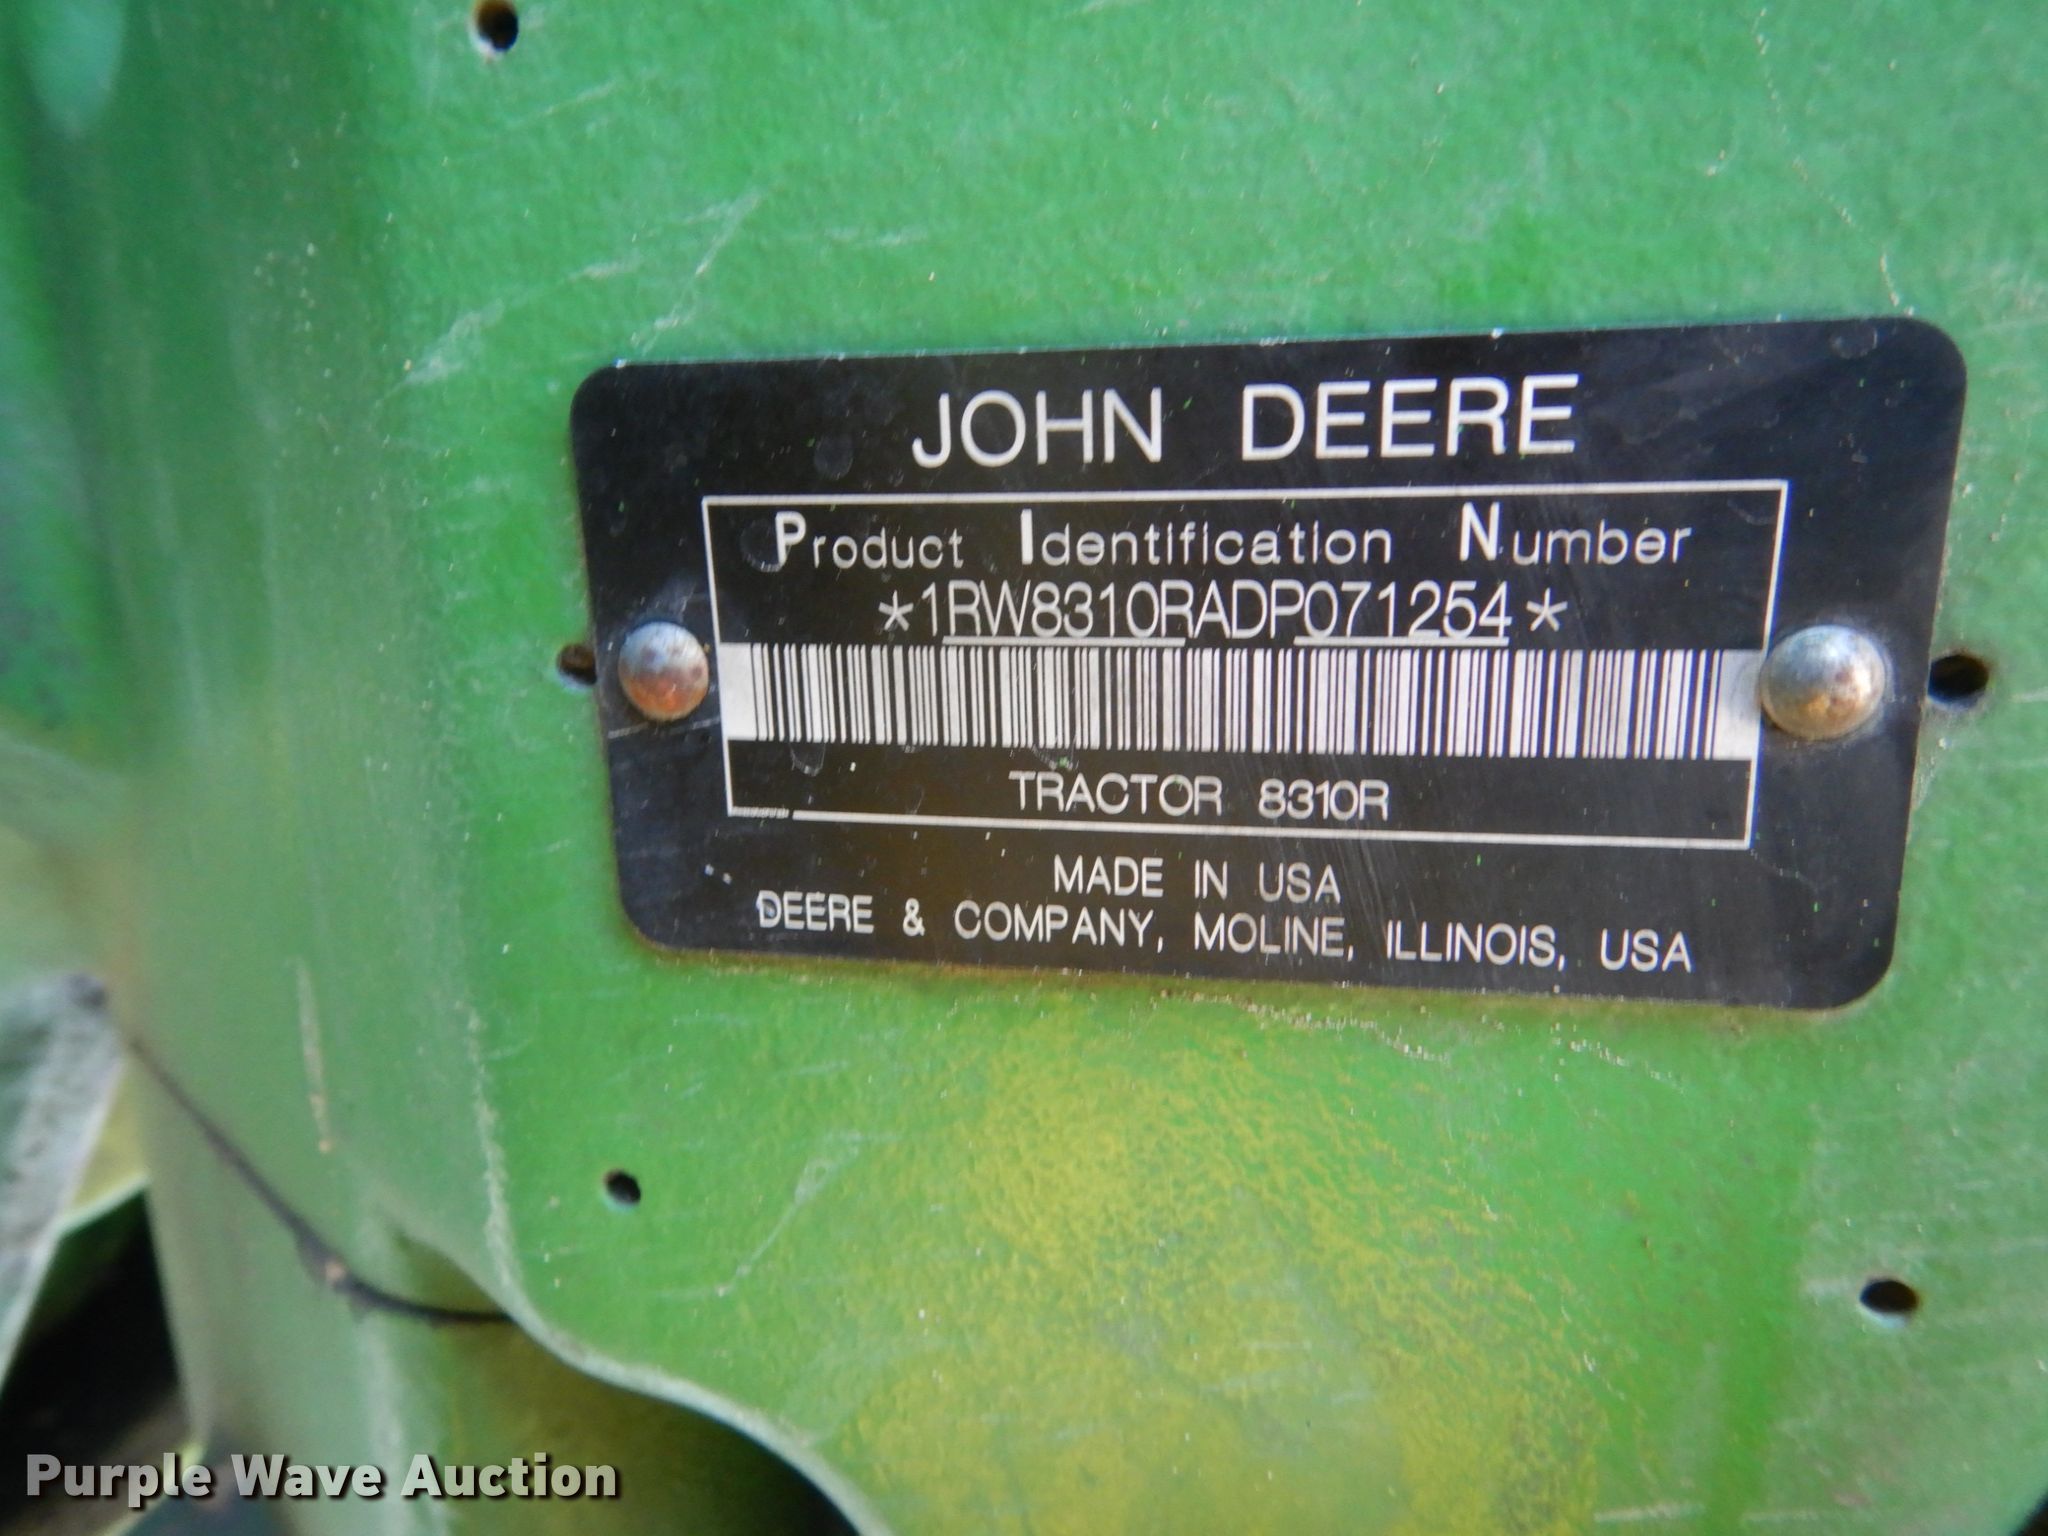 JOHN DEERE
Product Identification Number
*1RW8310RADP071254*
TRACTOR 8310R
MADE IN USA
DEERE & COMPANY, MOLINE, ILLINOIS, USA
Purple Wave Auction